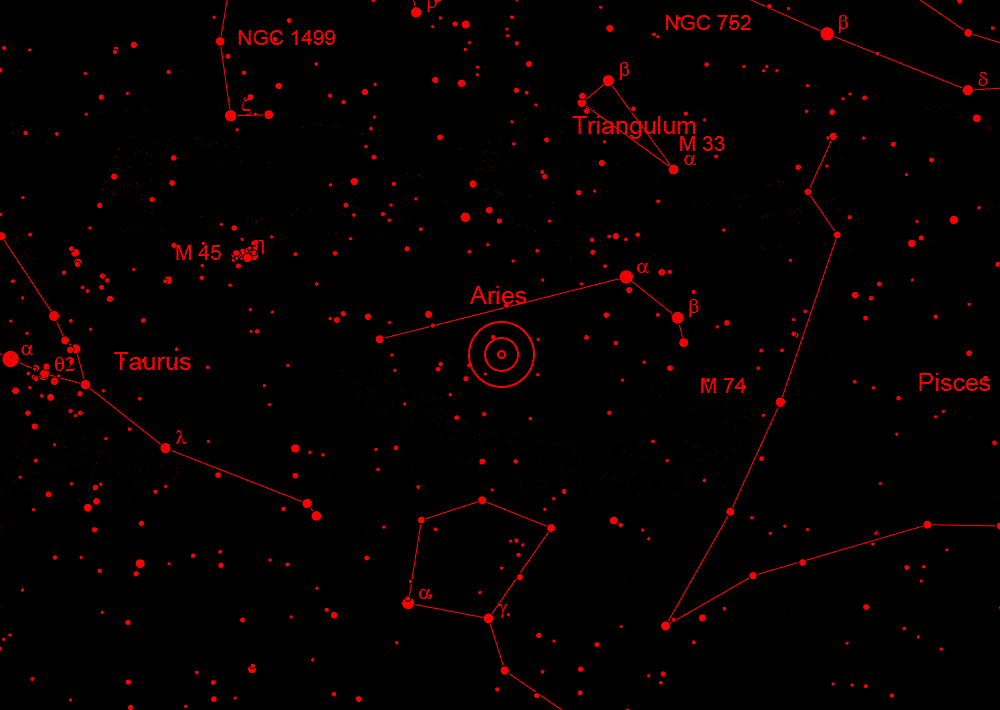 β
NGC 752
β
NGC 1499
β
δ
ζ
Triangulum
M 33
α
η
M 45
α
Aries
β
α
θ2
Taurus
M 74
Pisces
λ
α
γ